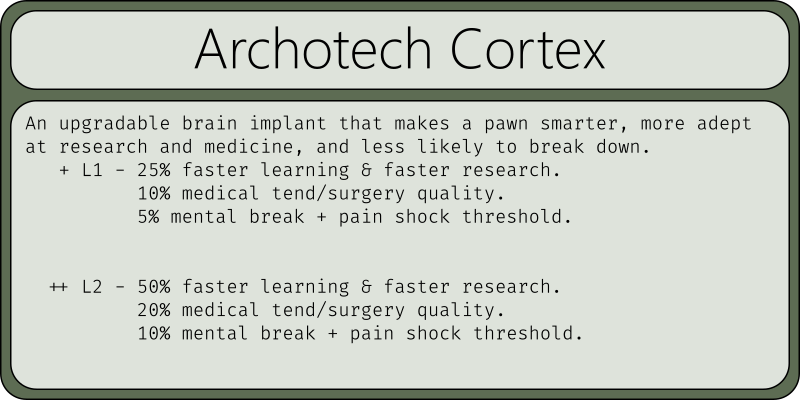 Archotech Cortex
An upgradable brain implant that makes a pawn smarter, more adept
at research and medicine, and less likely to break down.
+ L1 - 25% faster learning & faster research.
10% medical tend/surgery quality.
5% mental break + pain shock threshold.
++ L2 - 50% faster learning & faster research.
20% medical tend/surgery quality.
10% mental break + pain shock threshold.